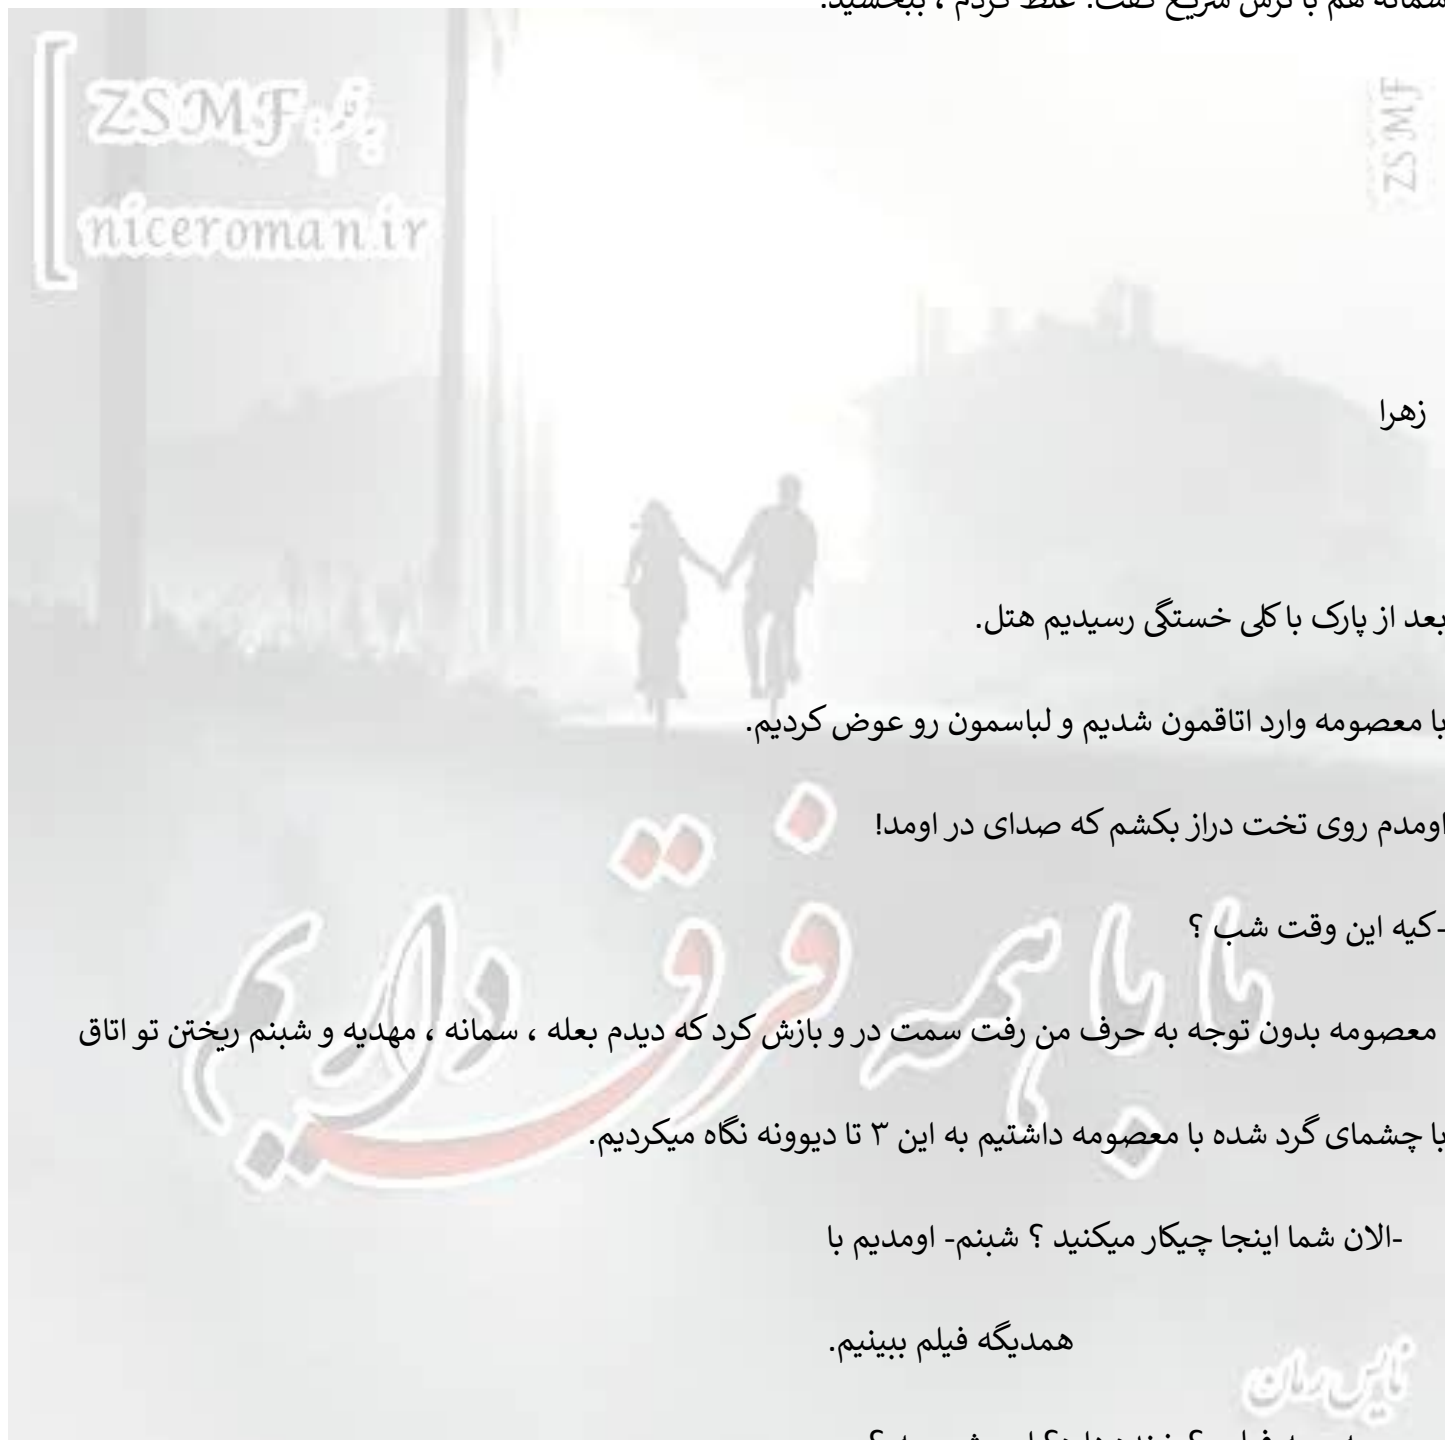 سمانه هم با ترس سریع گفت: غلط کردم ، ببخشید.
ZSMF
niceroman.ir
ZSMF
زهرا
بعد از پارک با کلی خستگی رسیدیم هتل.
با معصومه وارد اتاقمون شدیم و لباسمون رو عوض کردیم.
اومدم روی تخت دراز بکشم که صدای در اومد!
-کیه این وقت شب ؟
ما با همه فرق داریم
معصومه بدون توجه به حرف من رفت سمت در و بازش کرد که دیدم بعله ، سمانه ، مهدیه و شبنم ریختن تو اتاق
با چشمای گرد شده با معصومه داشتیم به این ۳ تا دیوونه نگاه میکردیم.
-الان شما اینجا چیکار میکنید ؟ شبنم- اومدیم با
همدیگه فیلم ببینیم.
نایس رمان